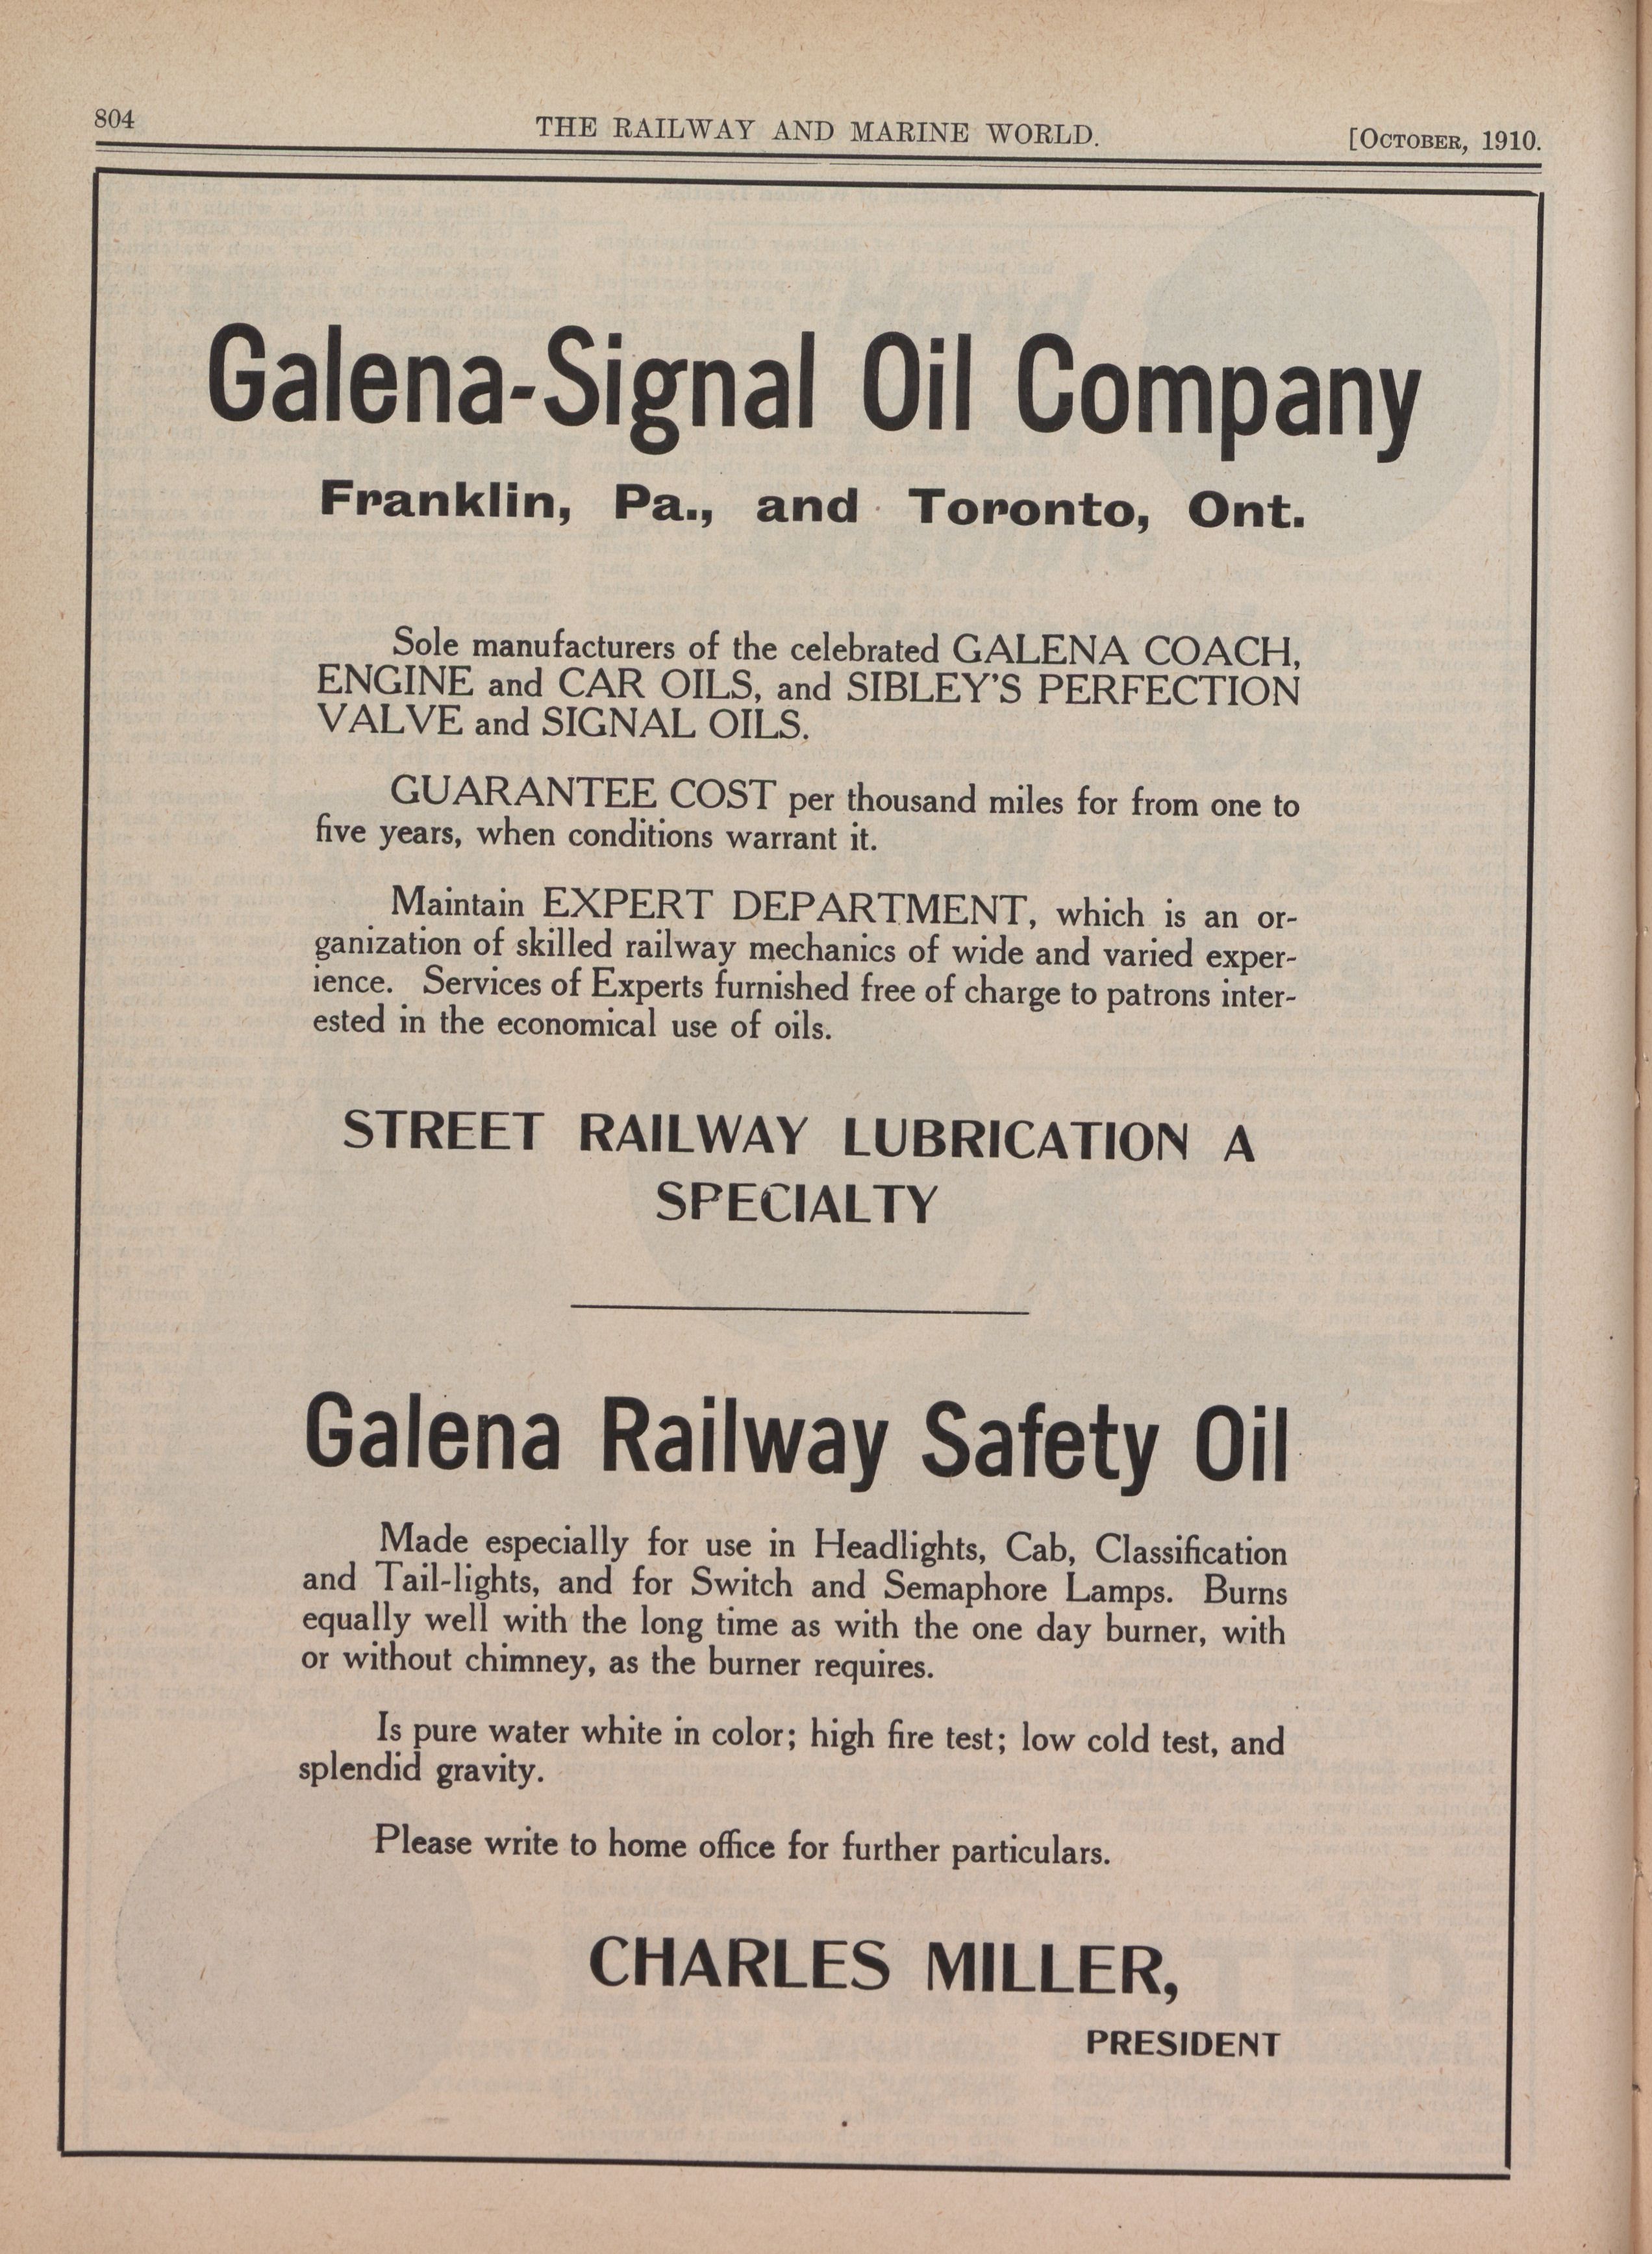 804
THE RAILWAY AND MARINE WORLD.
[OCTOBER, 1910.
Galena-Signal Oil Company
Franklin, Pa., and Toronto, Ont.
Sole manufacturers of the celebrated GALENA COACH,
ENGINE and CAR OILS, and SIBLEY'S PERFECTION
VALVE and SIGNAL OILS.
GUARANTEE COST per thousand miles for from one to
five years, when conditions warrant it.
Maintain EXPERT DEPARTMENT, which is an or-
ganization of skilled railway mechanics of wide and varied exper-
ience. Services of Experts furnished free of charge to patrons inter-
ested in the economical use of oils.
STREET RAILWAY LUBRICATION A
SPECIALTY
Galena Railway Safety Oil
Made especially for use in Headlights, Cab, Classification
and Tail-lights, and for Switch and Semaphore Lamps. Burns
equally well with the long time as with the one day burner, with
or without chimney, as the burner requires.
Is pure water white in color; high fire test; low cold test, and
splendid gravity.
Please write to home office for further particulars.
CHARLES MILLER,
PRESIDENT